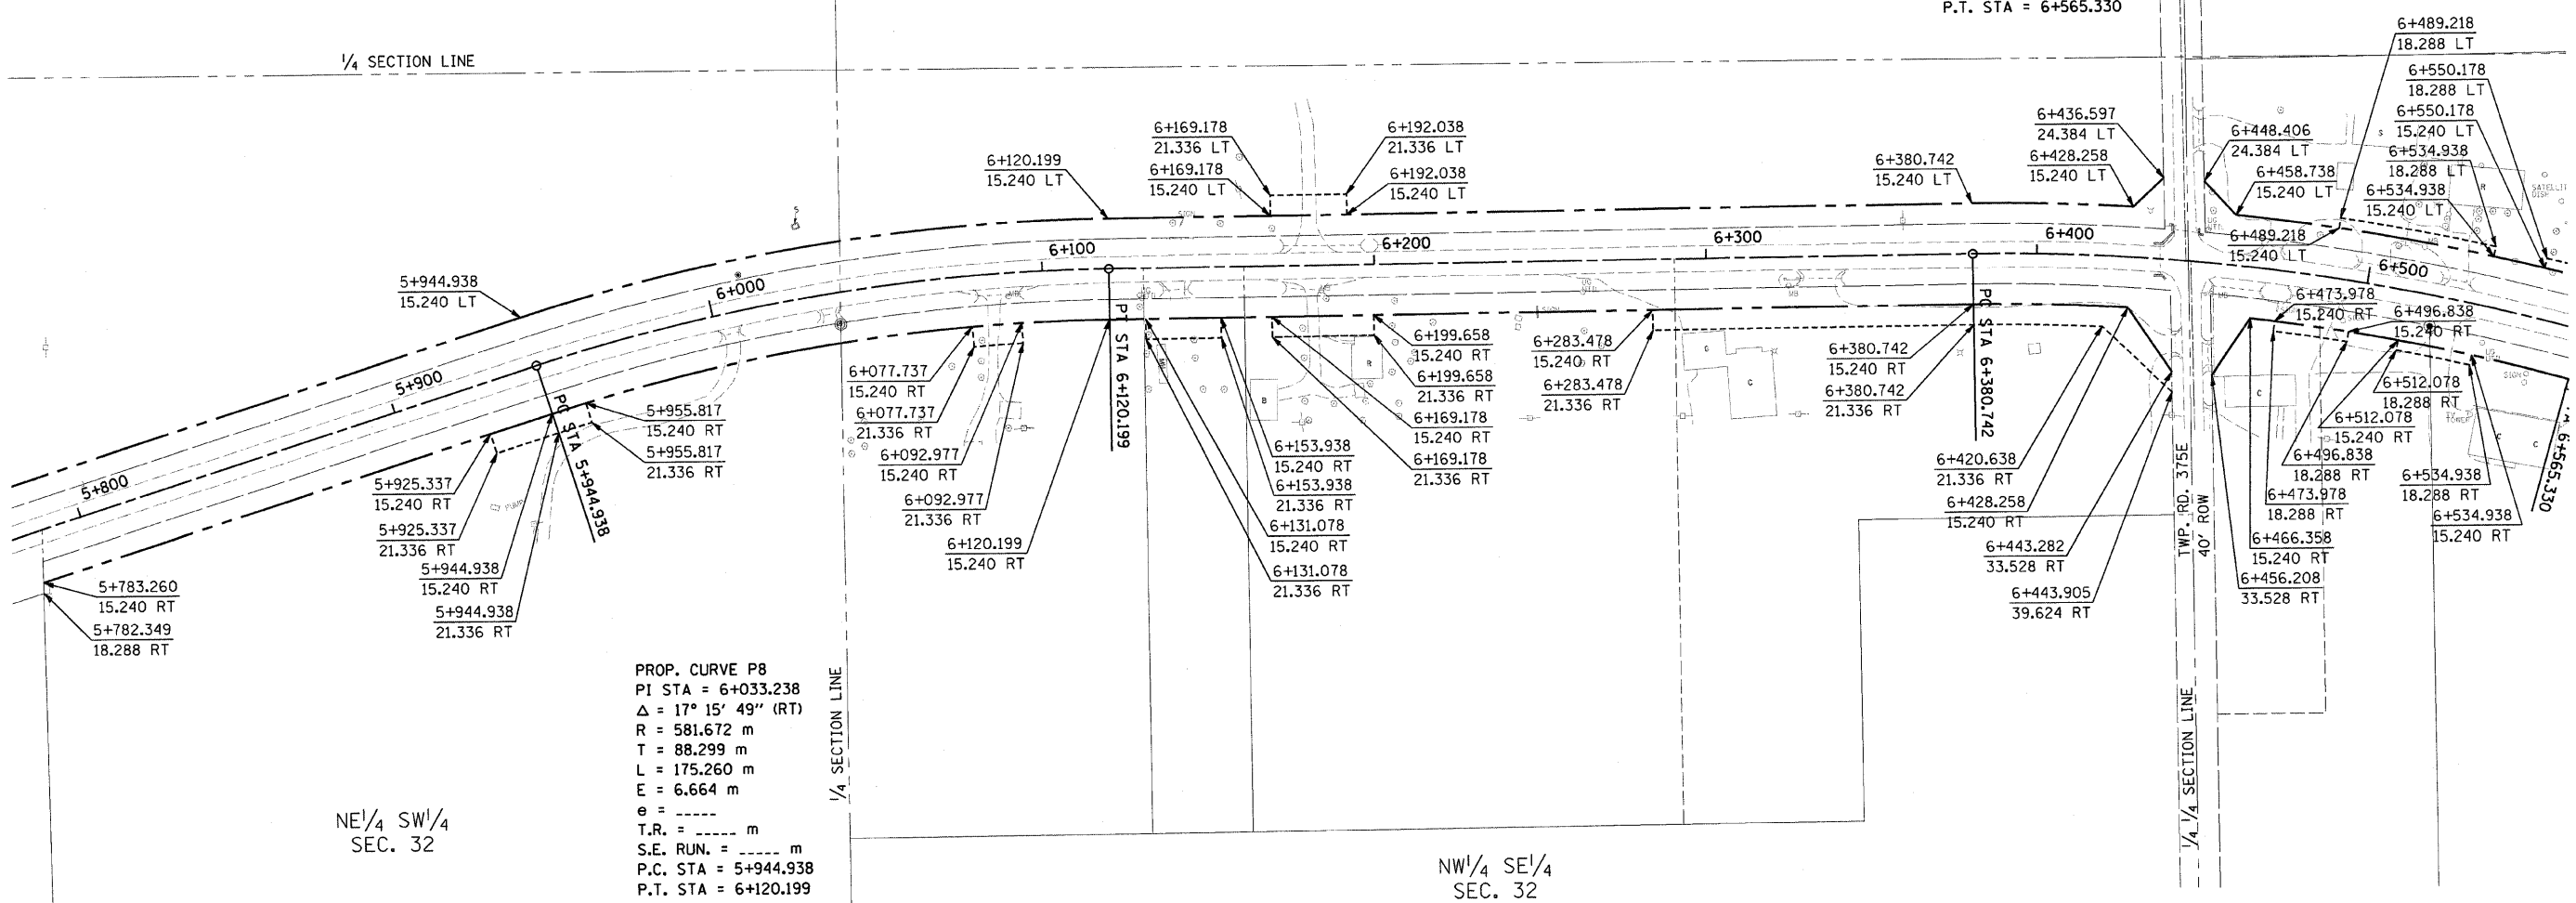 P.T. STA = 6+565.330
1/4 SECTION LINE
6+489.218
18.288 LT
6+550.178
18.288 LT
6+550.178
15.240 LT
6+534.938
18.288 LT
6+534.938
15.240 LT
6+436.597
24.384 LT
6+428.258
15.240 LT
6+448.406
24.384 LT
6+458.738
15.240 LT
6+489.218
15.240 LT
6+380.742
15.240 LT
6+169.178
21.336 LT
6+169.178
15.240 LT
6+192.038
21.336 LT
6+192.038
15.240 LT
6+120.199
15.240 LT
5+944.938
15.240 LT
5+800
5+900
6+000
6+100
6+200
6+300
6+400
6+500
SIGN
SATELLIT
DISH
PC STA 5+944.938
PT STA 6+120.199
PC STA 6+380.742
6+565.330
5+783.260
15.240 RT
5+782.349
18.288 RT
5+925.337
15.240 RT
5+925.337
21.336 RT
5+944.938
15.240 RT
5+944.938
21.336 RT
5+955.817
15.240 RT
5+955.817
21.336 RT
PUMP
6+077.737
15.240 RT
6+077.737
21.336 RT
6+092.977
15.240 RT
6+092.977
21.336 RT
6+120.199
15.240 RT
6+199.658
15.240 RT
6+199.658
21.336 RT
6+169.178
15.240 RT
6+169.178
21.336 RT
6+153.938
15.240 RT
6+153.938
21.336 RT
6+131.078
15.240 RT
6+131.078
21.336 RT
6+283.478
15.240 RT
6+283.478
21.336 RT
6+380.742
15.240 RT
6+380.742
21.336 RT
6+420.638
21.336 RT
6+428.258
15.240 RT
6+443.282
33.528 RT
6+443.905
39.624 RT
TWP. RD. 375E
40' ROW
6+473.978
15.240 RT
6+496.838
15.240 RT
6+512.078
18.288 RT
6+512.078
15.240 RT
6+496.838
18.288 RT
6+473.978
18.288 RT
6+534.938
18.288 RT
6+534.938
15.240 RT
6+466.358
15.240 RT
6+456.208
33.528 RT
SIGN
TV
TOWER
1/4 SECTION LINE
1/4 1/4 SECTION LINE
PROP. CURVE P8
PI STA = 6+033.238
Δ = 17° 15' 49" (RT)
R = 581.672 m
T = 88.299 m
L = 175.260 m
E = 6.664 m
e = -----
T.R. = ----- m
S.E. RUN. = ----- m
P.C. STA = 5+944.938
P.T. STA = 6+120.199
NE1/4 SW1/4
SEC. 32
NW1/4 SE1/4
SEC. 32